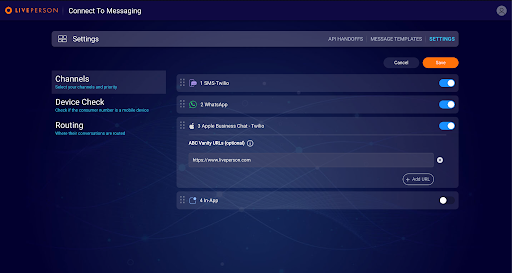 LIVEPERSON Connect To Messaging
Settings
API HANDOFFS MESSAGE TEMPLATES SETTINGS
Cancel Save
Channels
Select your channels and priority
Device Check
Check if the consumer number is a mobile device
Routing
Where their conversations are routed
1 SMS-Twilio
2 WhatsApp
3 Apple Business Chat - Twilio
ABC Vanity URLs (optional)
https://www.liveperson.com
+ Add URL
4 In-App